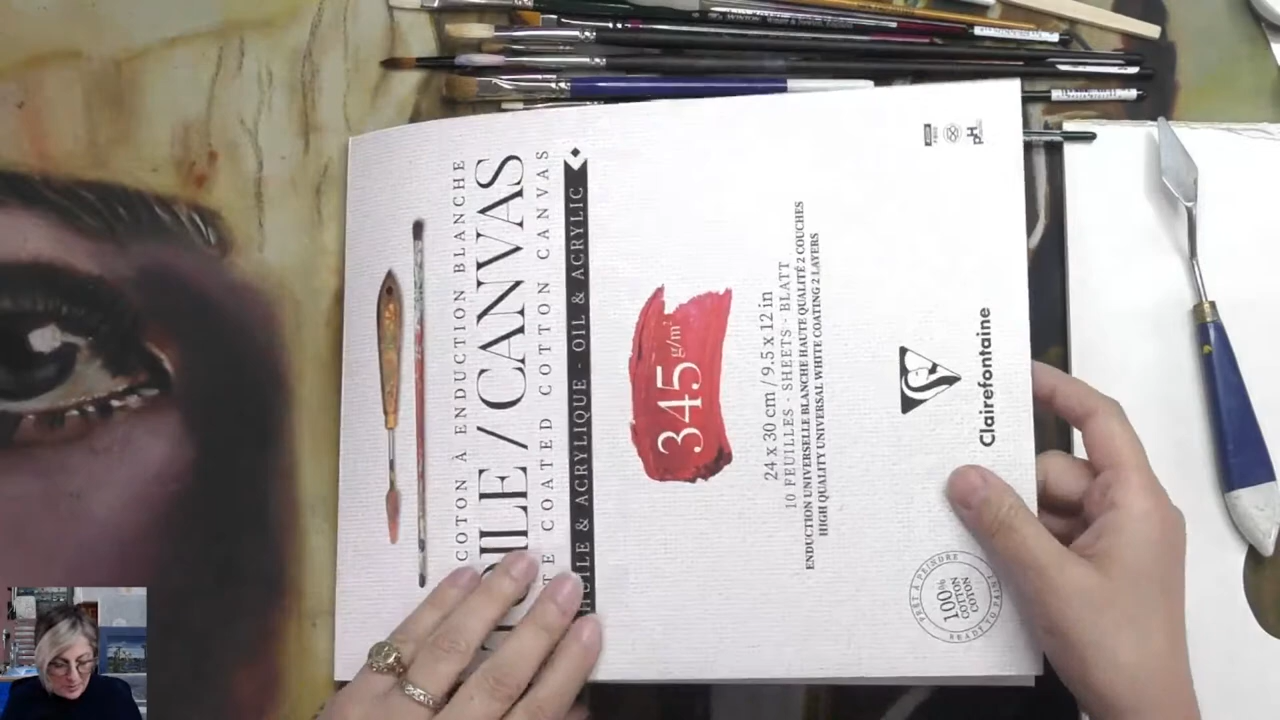 COTON À ENDUCTION BLANCHE
OILE / CANVAS
TE COATED COTTON CANVAS
HUILE & ACRYLIQUE - OIL & ACRYLIC
345 g/m²
24 x 30 cm / 9.5 x 12 in
10 FEUILLES - SHEETS - BLATT
ENDUCTION UNIVERSELLE BLANCHE HAUTE QUALITÉ 2 COUCHES
HIGH QUALITY UNIVERSAL WHITE COATING 2 LAYERS
Clairefontaine
PRÊT À PEINDRE
100%
COTTON
COTON
READY TO PAINT
pH